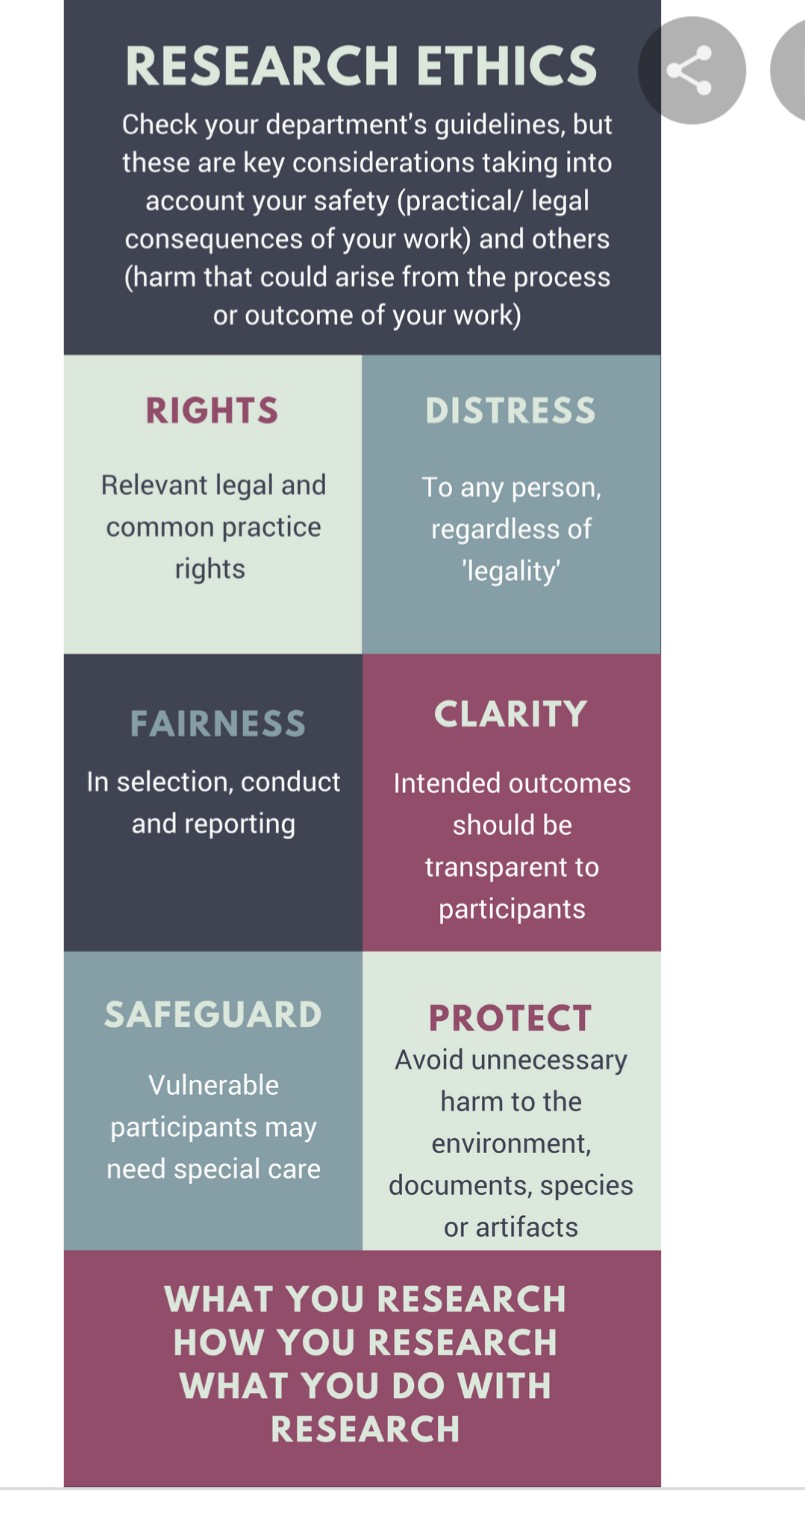 RESEARCH ETHICS
Check your department's guidelines, but
these are key considerations taking into
account your safety (practical/ legal
consequences of your work) and others
(harm that could arise from the process
or outcome of your work)
RIGHTS
Relevant legal and
common practice
rights
DISTRESS
To any person,
regardless of
'legality'
FAIRNESS
In selection, conduct
and reporting
CLARITY
Intended outcomes
should be
transparent to
participants
SAFEGUARD
Vulnerable
participants may
need special care
PROTECT
Avoid unnecessary
harm to the
environment,
documents, species
or artifacts
WHAT YOU RESEARCH
HOW YOU RESEARCH
WHAT YOU DO WITH
RESEARCH